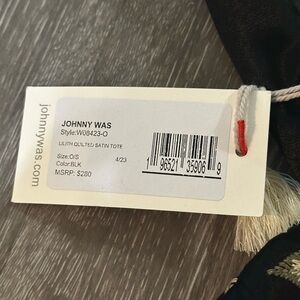 johnnywas.com
JOHNNY WAS
Style:W08423-O
LILITH QUILTED SATIN TOTE
Size:O/S 4/23
Color:BLK
MSRP: $280
1 96521 35906 9